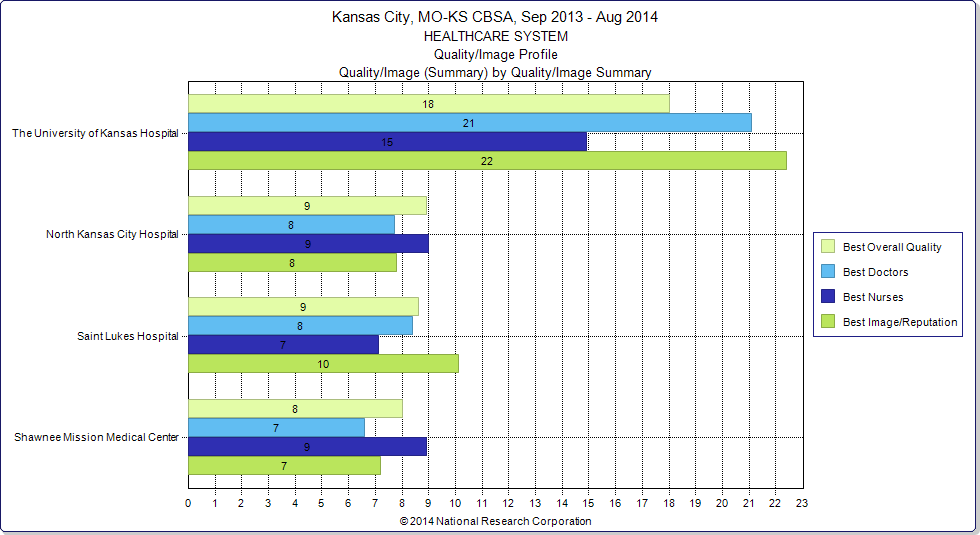 Kansas City, MO-KS CBSA, Sep 2013 - Aug 2014
HEALTHCARE SYSTEM
Quality/Image Profile
Quality/Image (Summary) by Quality/Image Summary
The University of Kansas Hospital
18
21
15
22
North Kansas City Hospital
9
8
9
8
Saint Lukes Hospital
9
8
7
10
Shawnee Mission Medical Center
8
7
9
7
0 1 2 3 4 5 6 7 8 9 10 11 12 13 14 15 16 17 18 19 20 21 22 23
Best Overall Quality
Best Doctors
Best Nurses
Best Image/Reputation
© 2014 National Research Corporation